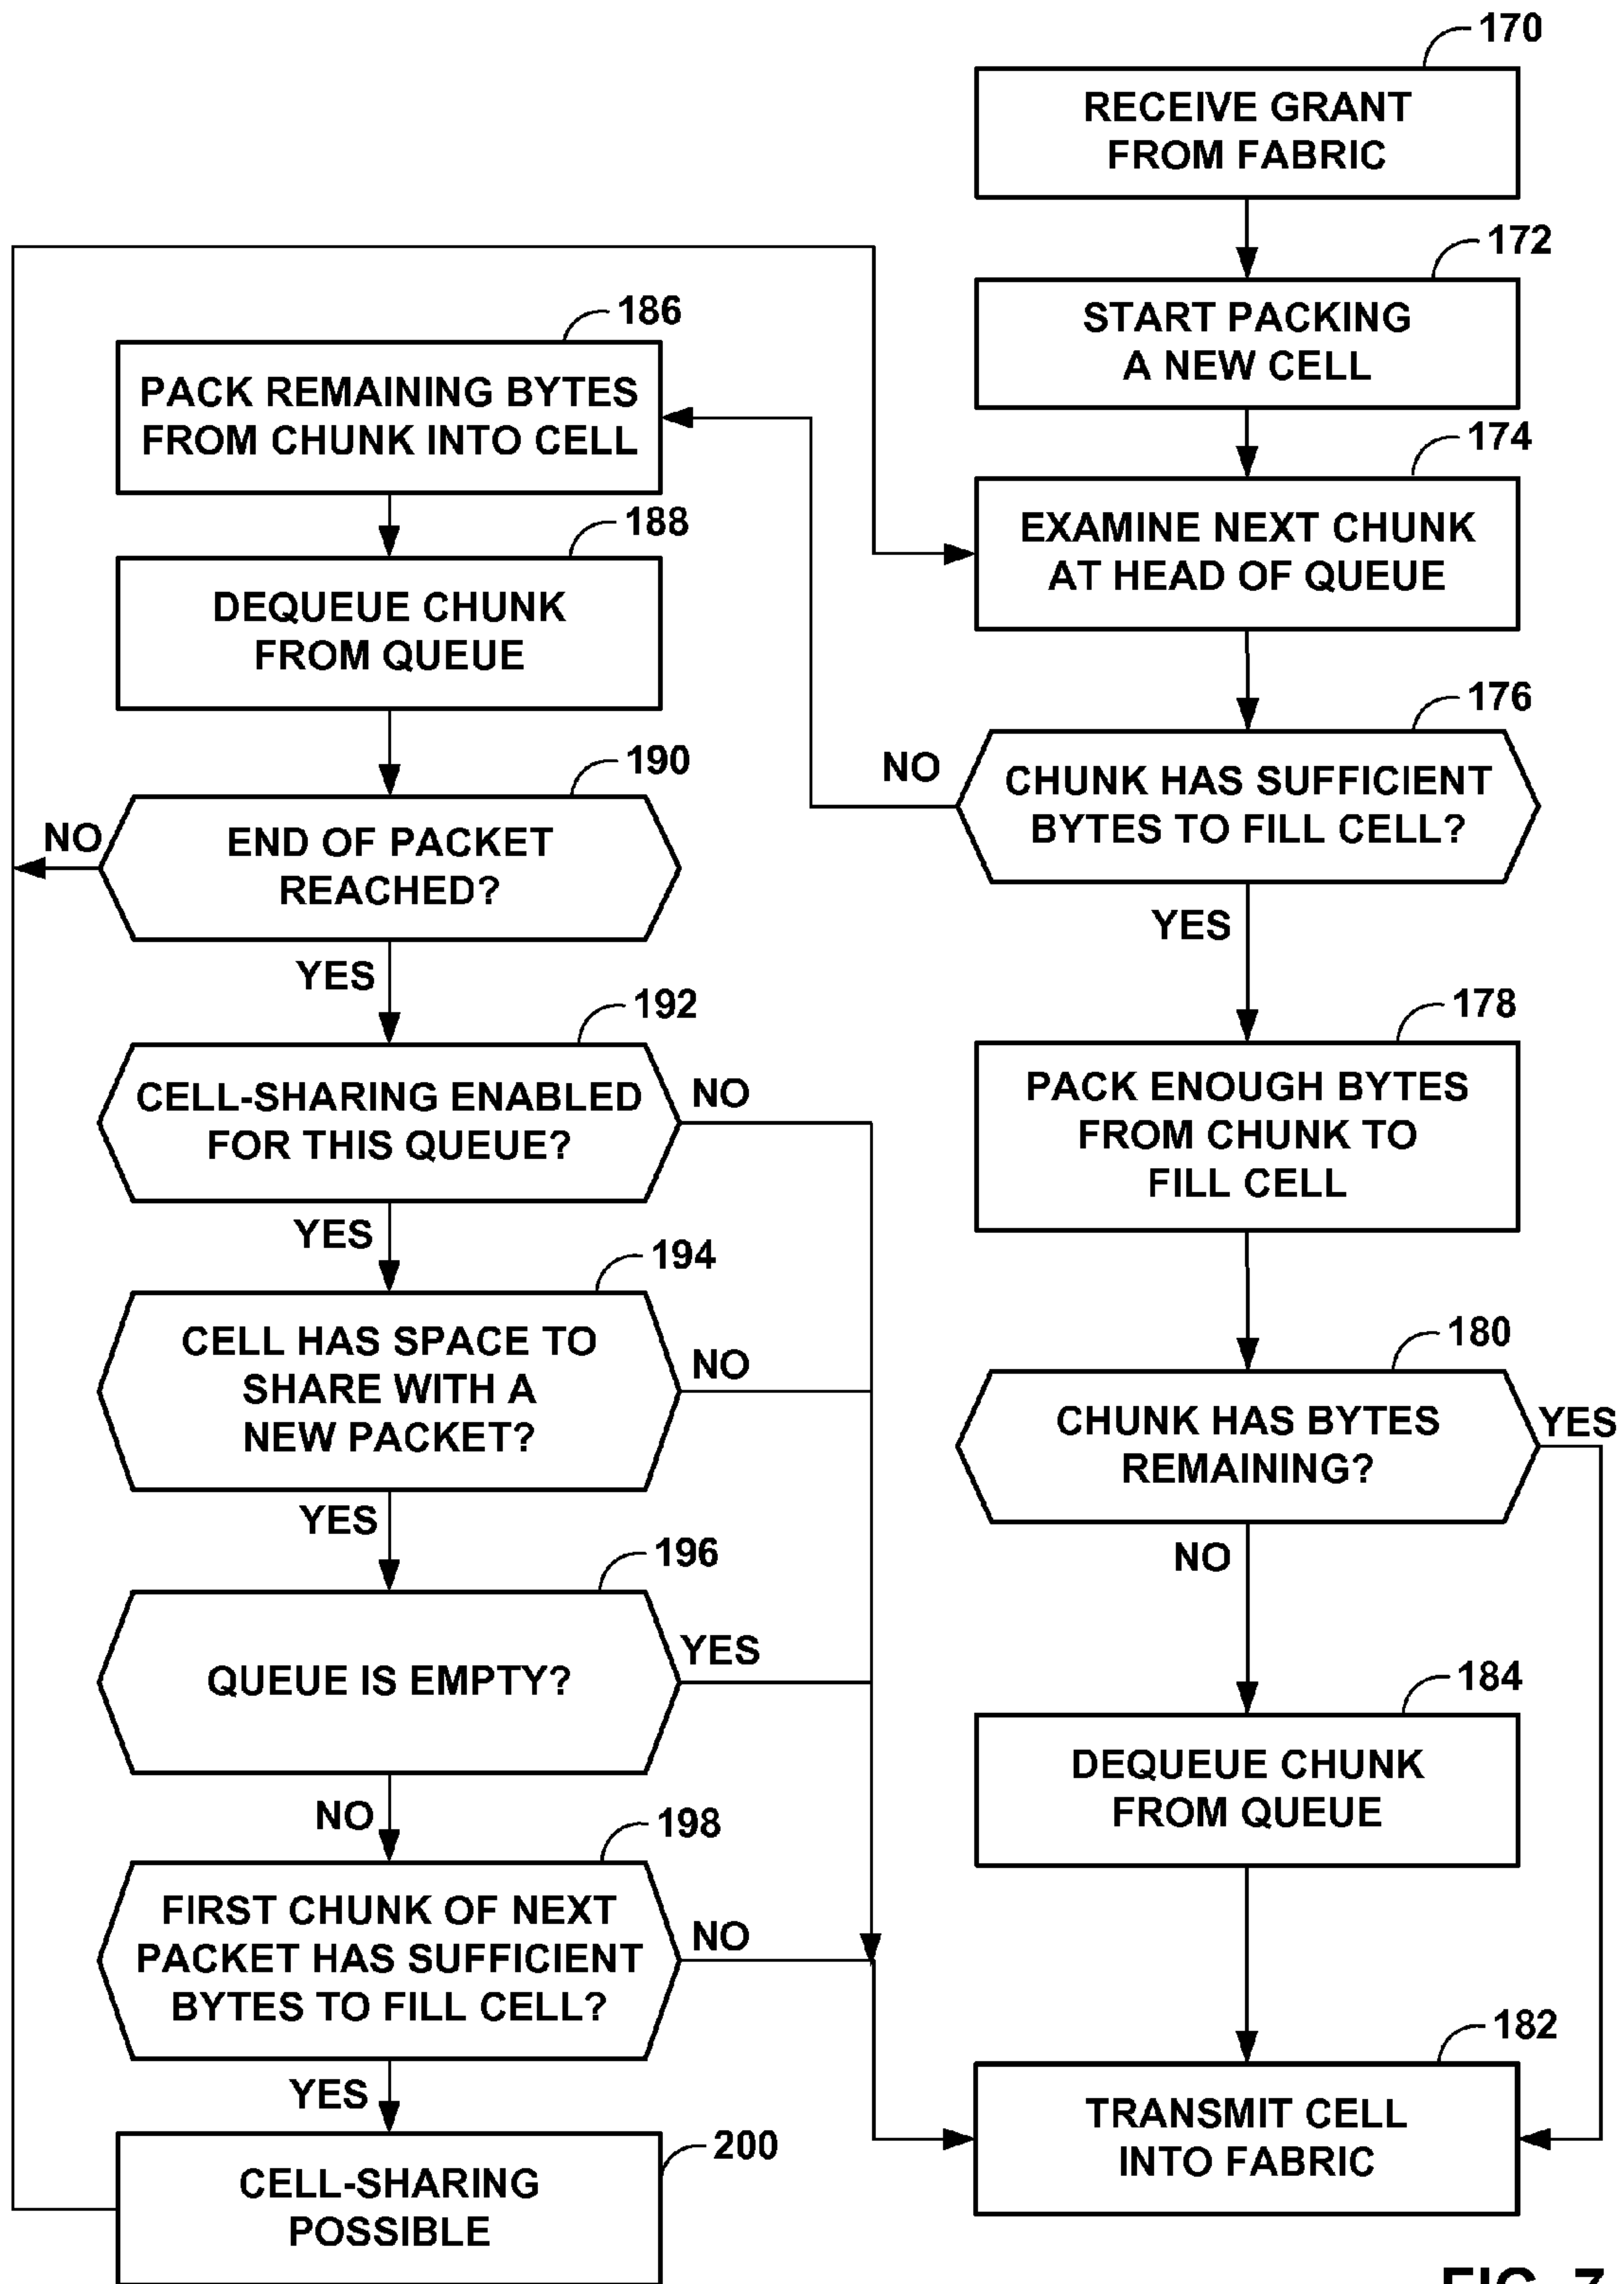 170
RECEIVE GRANT
FROM FABRIC
172
START PACKING
A NEW CELL
174
EXAMINE NEXT CHUNK
AT HEAD OF QUEUE
176
CHUNK HAS SUFFICIENT
BYTES TO FILL CELL?
NO
YES
178
PACK ENOUGH BYTES
FROM CHUNK TO
FILL CELL
180
CHUNK HAS BYTES
REMAINING?
YES
NO
184
DEQUEUE CHUNK
FROM QUEUE
182
TRANSMIT CELL
INTO FABRIC
186
PACK REMAINING BYTES
FROM CHUNK INTO CELL
188
DEQUEUE CHUNK
FROM QUEUE
190
END OF PACKET
REACHED?
NO
YES
192
CELL-SHARING ENABLED
FOR THIS QUEUE?
NO
YES
194
CELL HAS SPACE TO
SHARE WITH A
NEW PACKET?
NO
YES
196
QUEUE IS EMPTY?
YES
NO
198
FIRST CHUNK OF NEXT
PACKET HAS SUFFICIENT
BYTES TO FILL CELL?
NO
YES
200
CELL-SHARING
POSSIBLE
FIG. 7